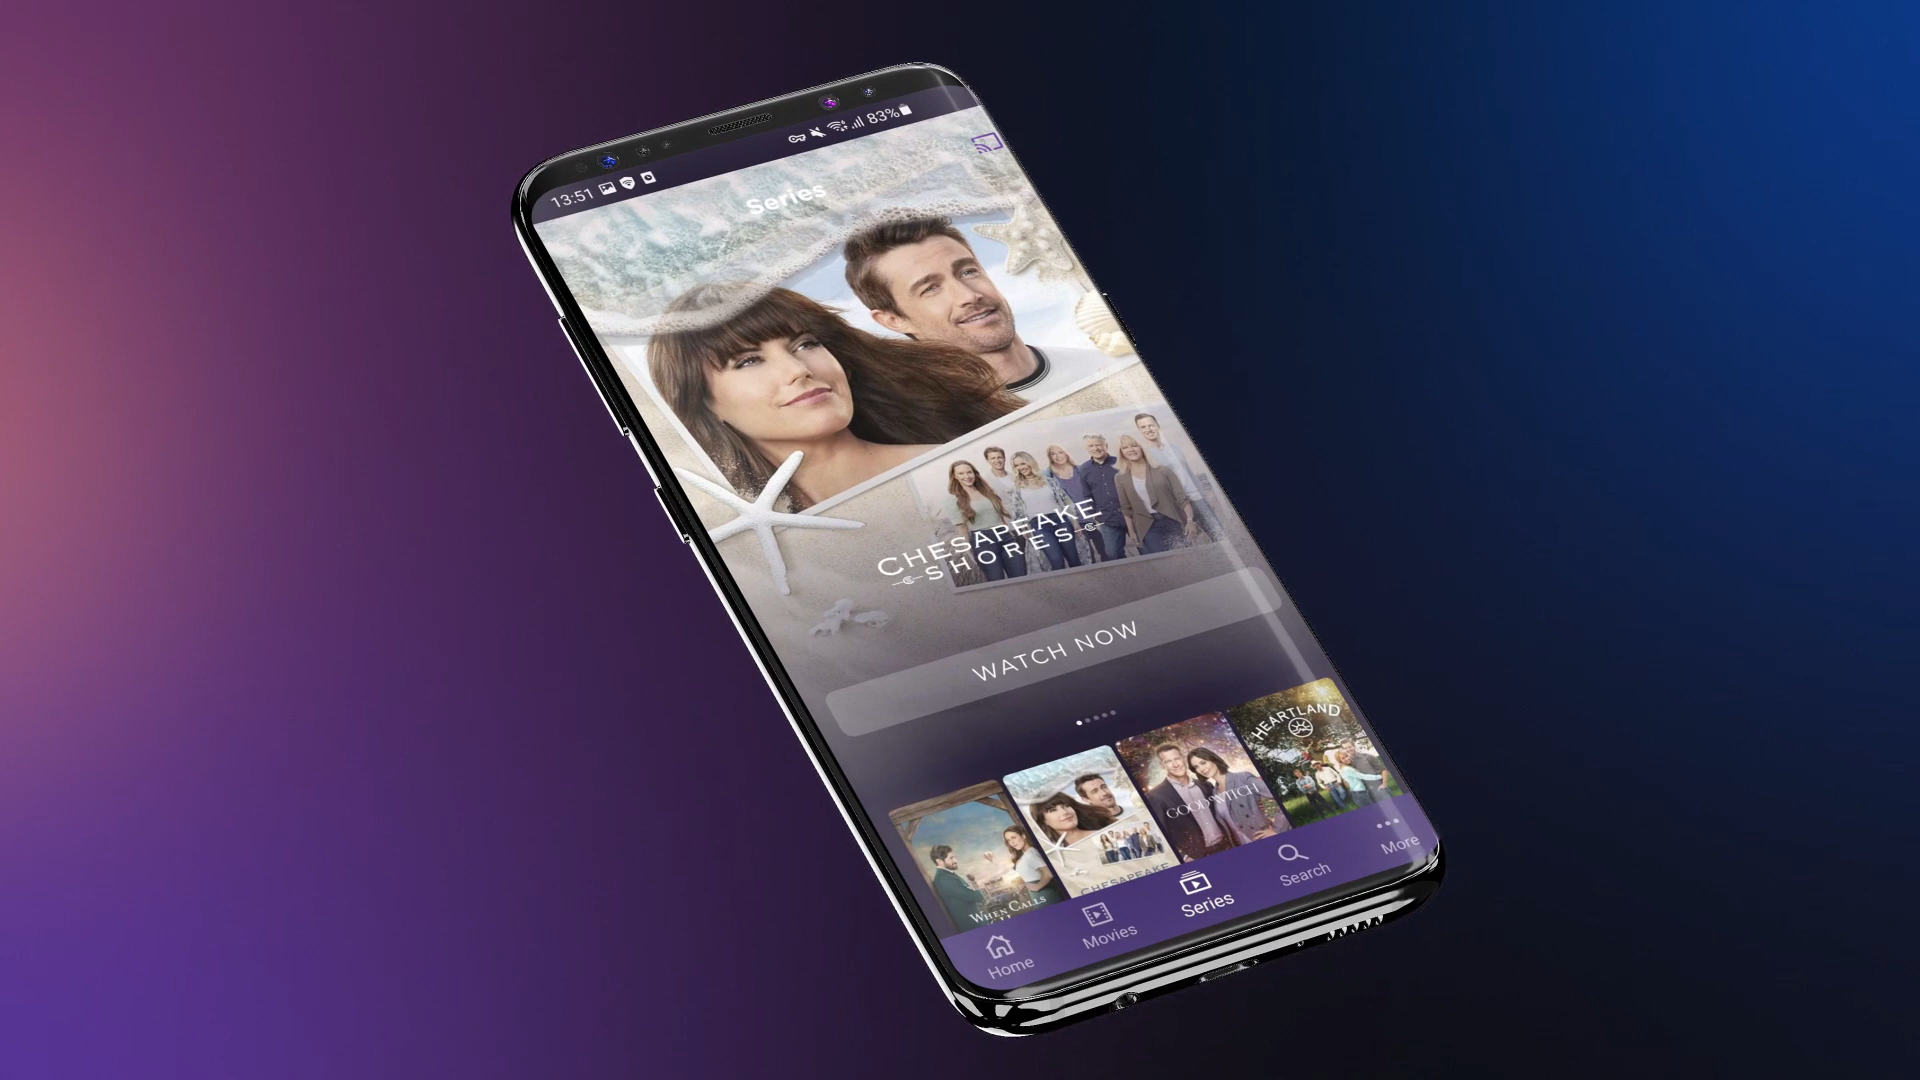 13:51
83%
Series
CHESAPEAKE
SHORES
WATCH NOW
WHEN CALLS
CHESAPEAKE
GOOD WITCH
HEARTLAND
Home
Movies
Series
Search
More